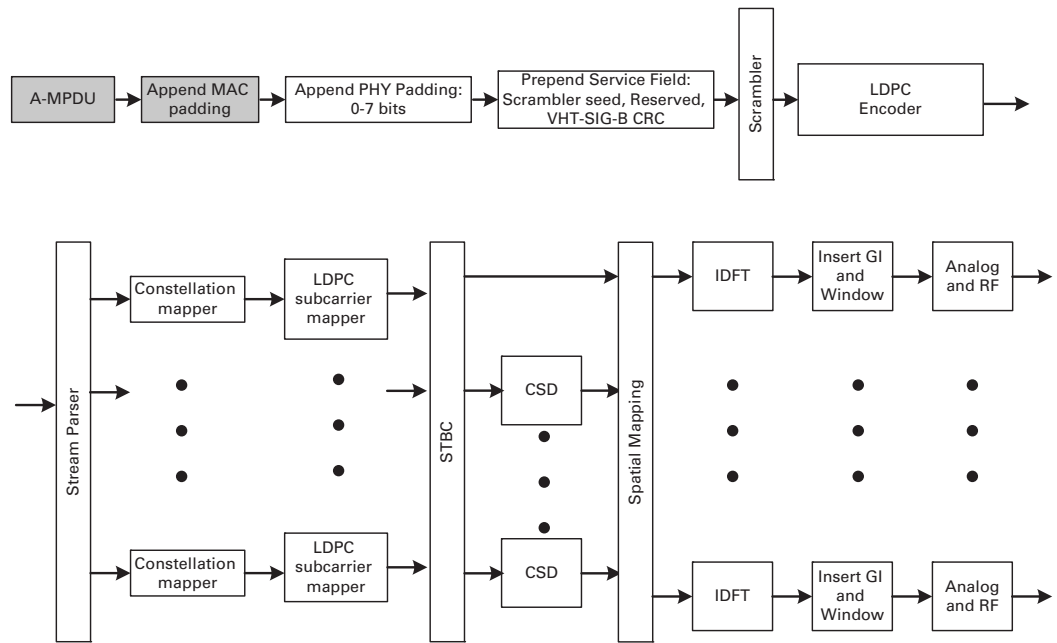 A-MPDU
Append MAC
padding
Append PHY Padding:
0-7 bits
Prepend Service Field:
Scrambler seed, Reserved,
VHT-SIG-B CRC
Scrambler
LDPC
Encoder
Stream Parser
Constellation
mapper
LDPC
subcarrier
mapper
STBC
CSD
Spatial Mapping
IDFT
Insert GI
and
Window
Analog
and RF
Constellation
mapper
LDPC
subcarrier
mapper
CSD
IDFT
Insert GI
and
Window
Analog
and RF